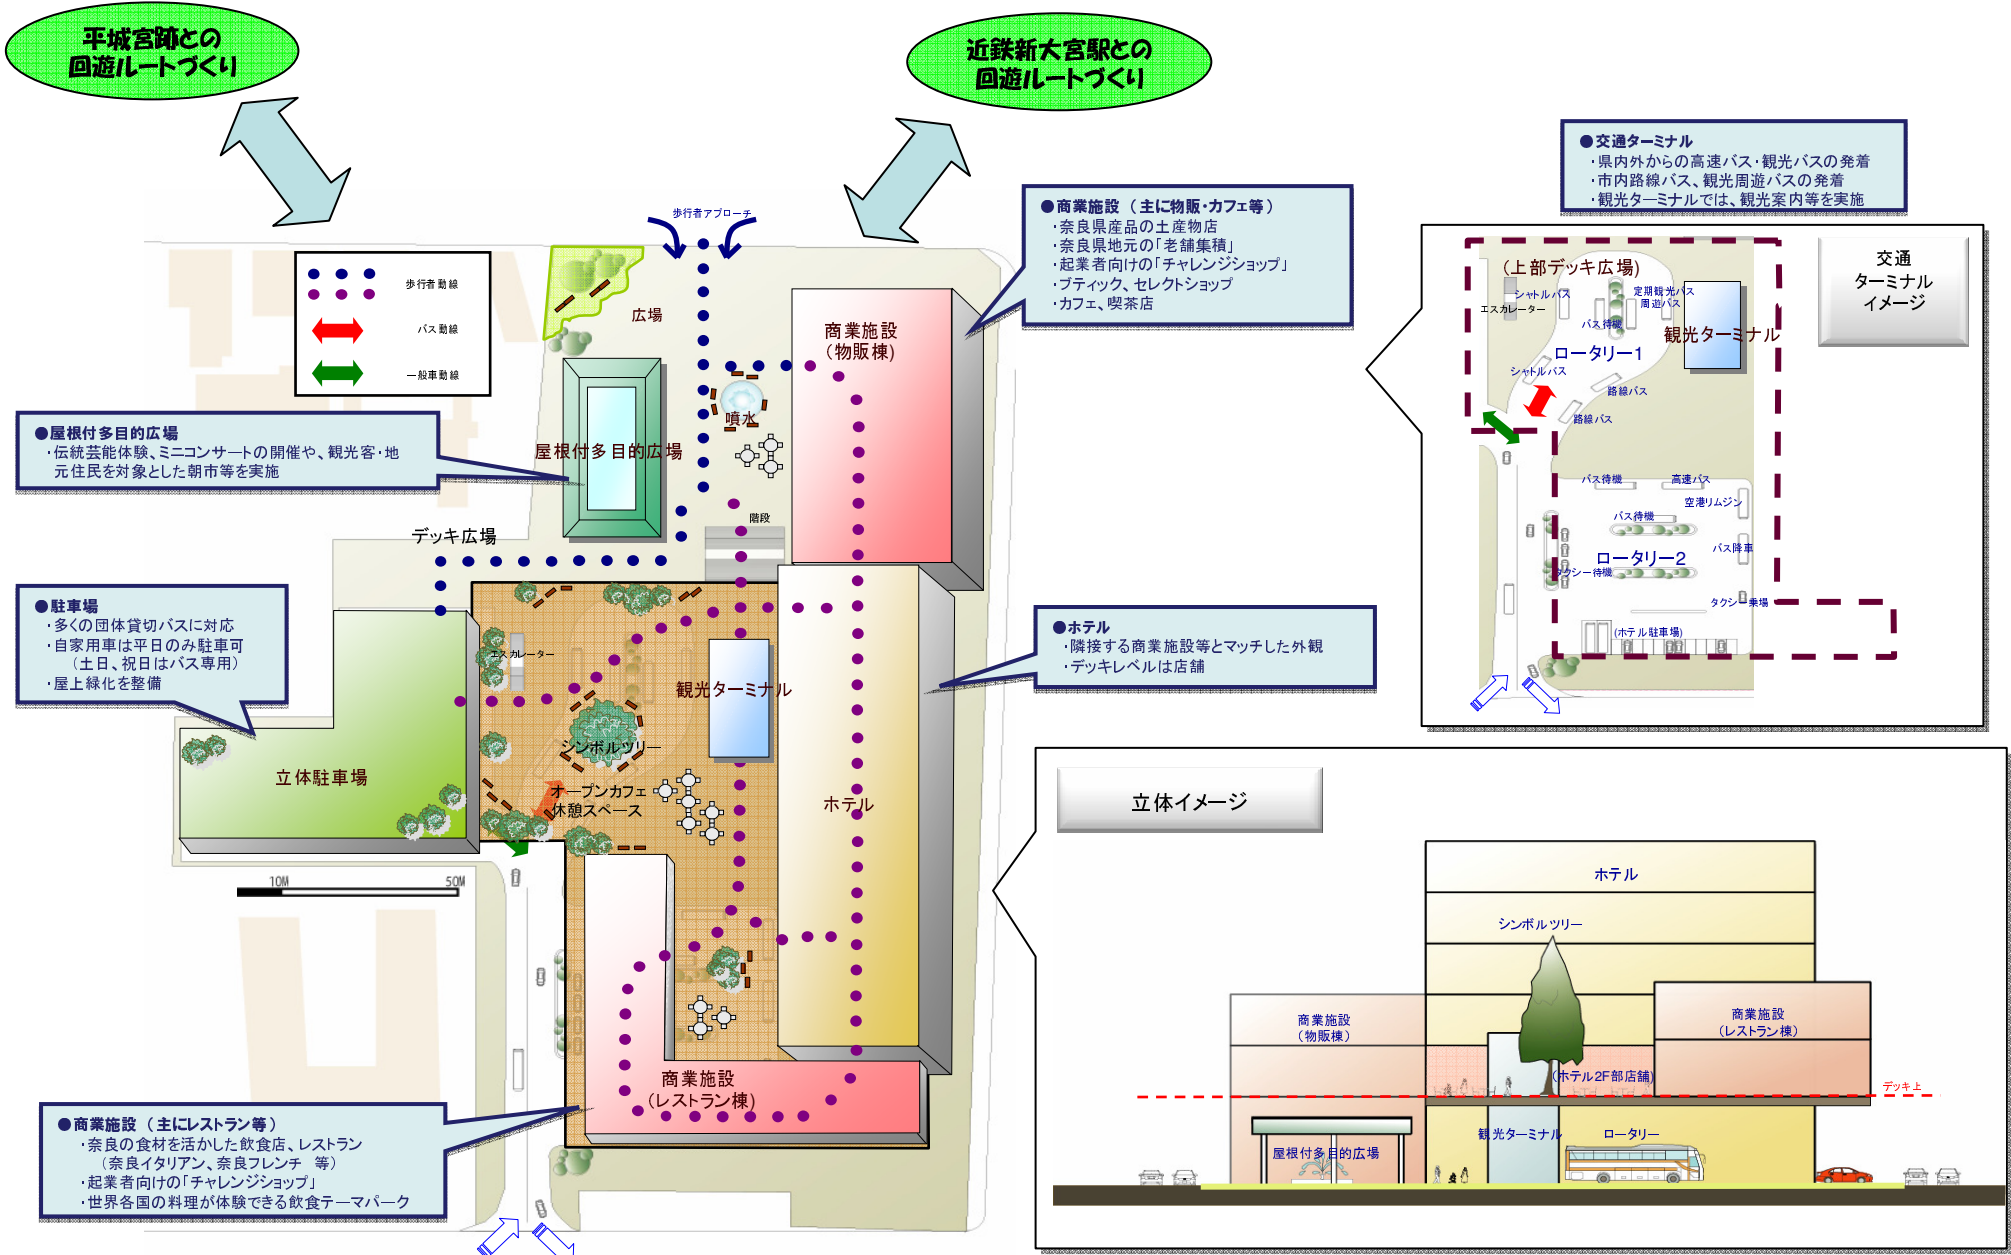 平城宮跡との
回遊ルートづくり
近鉄新大宮駅との
回遊ルートづくり
歩行者アプローチ
歩行者動線
バス動線
一般車動線
●商業施設（主に物販・カフェ等）
・奈良県産品の土産物店
・奈良県地元の「老舗集積」
・起業者向けの「チャレンジショップ」
・ブティック、セレクトショップ
・カフェ、喫茶店
●屋根付多目的広場
・伝統芸能体験、ミニコンサートの開催や、観光客・地
元住民を対象とした朝市等を実施
●駐車場
・多くの団体貸切バスに対応
・自家用車は平日のみ駐車可
（土日、祝日はバス専用）
・屋上緑化を整備
●ホテル
・隣接する商業施設等とマッチした外観
・デッキレベルは店舗
●商業施設（主にレストラン等）
・奈良の食材を活かした飲食店、レストラン
（奈良イタリアン、奈良フレンチ　等）
・起業者向けの「チャレンジショップ」
・世界各国の料理が体験できる飲食テーマパーク
広場
商業施設
(物販棟)
噴水
屋根付多目的広場
階段
デッキ広場
エスカレーター
観光ターミナル
シンボルツリー
オープンカフェ
休憩スペース
立体駐車場
ホテル
10M
50M
商業施設
(レストラン棟)
●交通ターミナル
・県内外からの高速バス・観光バスの発着
・市内路線バス、観光周遊バスの発着
・観光ターミナルでは、観光案内等を実施
交通
ターミナル
イメージ
(上部デッキ広場)
シャトルバス
エスカレーター
定期観光バス
周遊バス
バス待機
観光ターミナル
ロータリー1
シャトルバス
路線バス
路線バス
バス待機
高速バス
空港リムジン
バス待機
ロータリー2
バス降車
タクシー待機
タクシー乗場
(ホテル駐車場)
立体イメージ
ホテル
シンボルツリー
商業施設
(物販棟)
商業施設
(レストラン棟)
(ホテル2F部店舗)
デッキ上
観光ターミナル
ロータリー
屋根付多目的広場